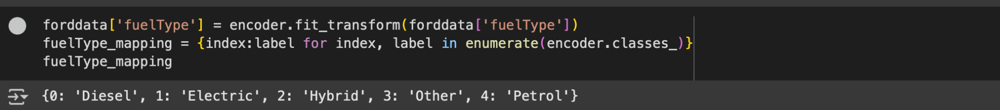 forddata['fuelType'] = encoder.fit_transform(forddata['fuelType'])
fuelType_mapping = {index:label for index, label in enumerate(encoder.classes_)}
fuelType_mapping
{0: 'Diesel', 1: 'Electric', 2: 'Hybrid', 3: 'Other', 4: 'Petrol'}